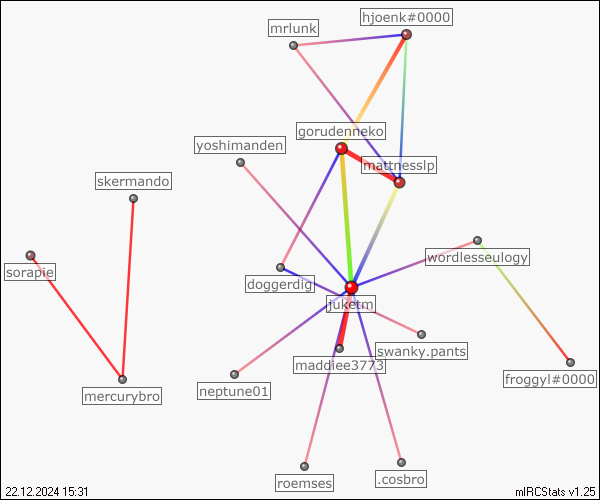 hjoenk#0000
mrlunk
gorudenneko
yoshimanden
mattnesslp
skermando
wordlesseulogy
sorapie
doggerdig
juketm
swanky.pants
maddiee3773
froggyl#0000
neptune01
mercurybro
roemses
.cosbro
22.12.2024 15:31
mIRCStats v1.25